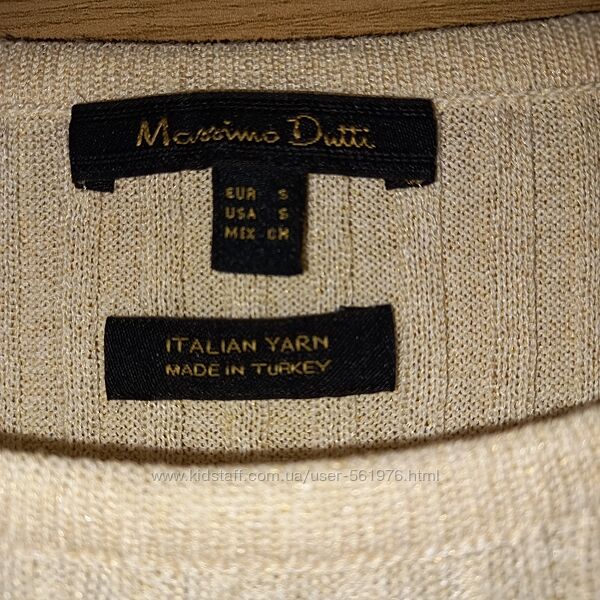 Massimo Dutti
EUR S
USA S
MEX CH
ITALIAN YARN
MADE IN TURKEY
www.kidstaff.com.ua/user-561976.html